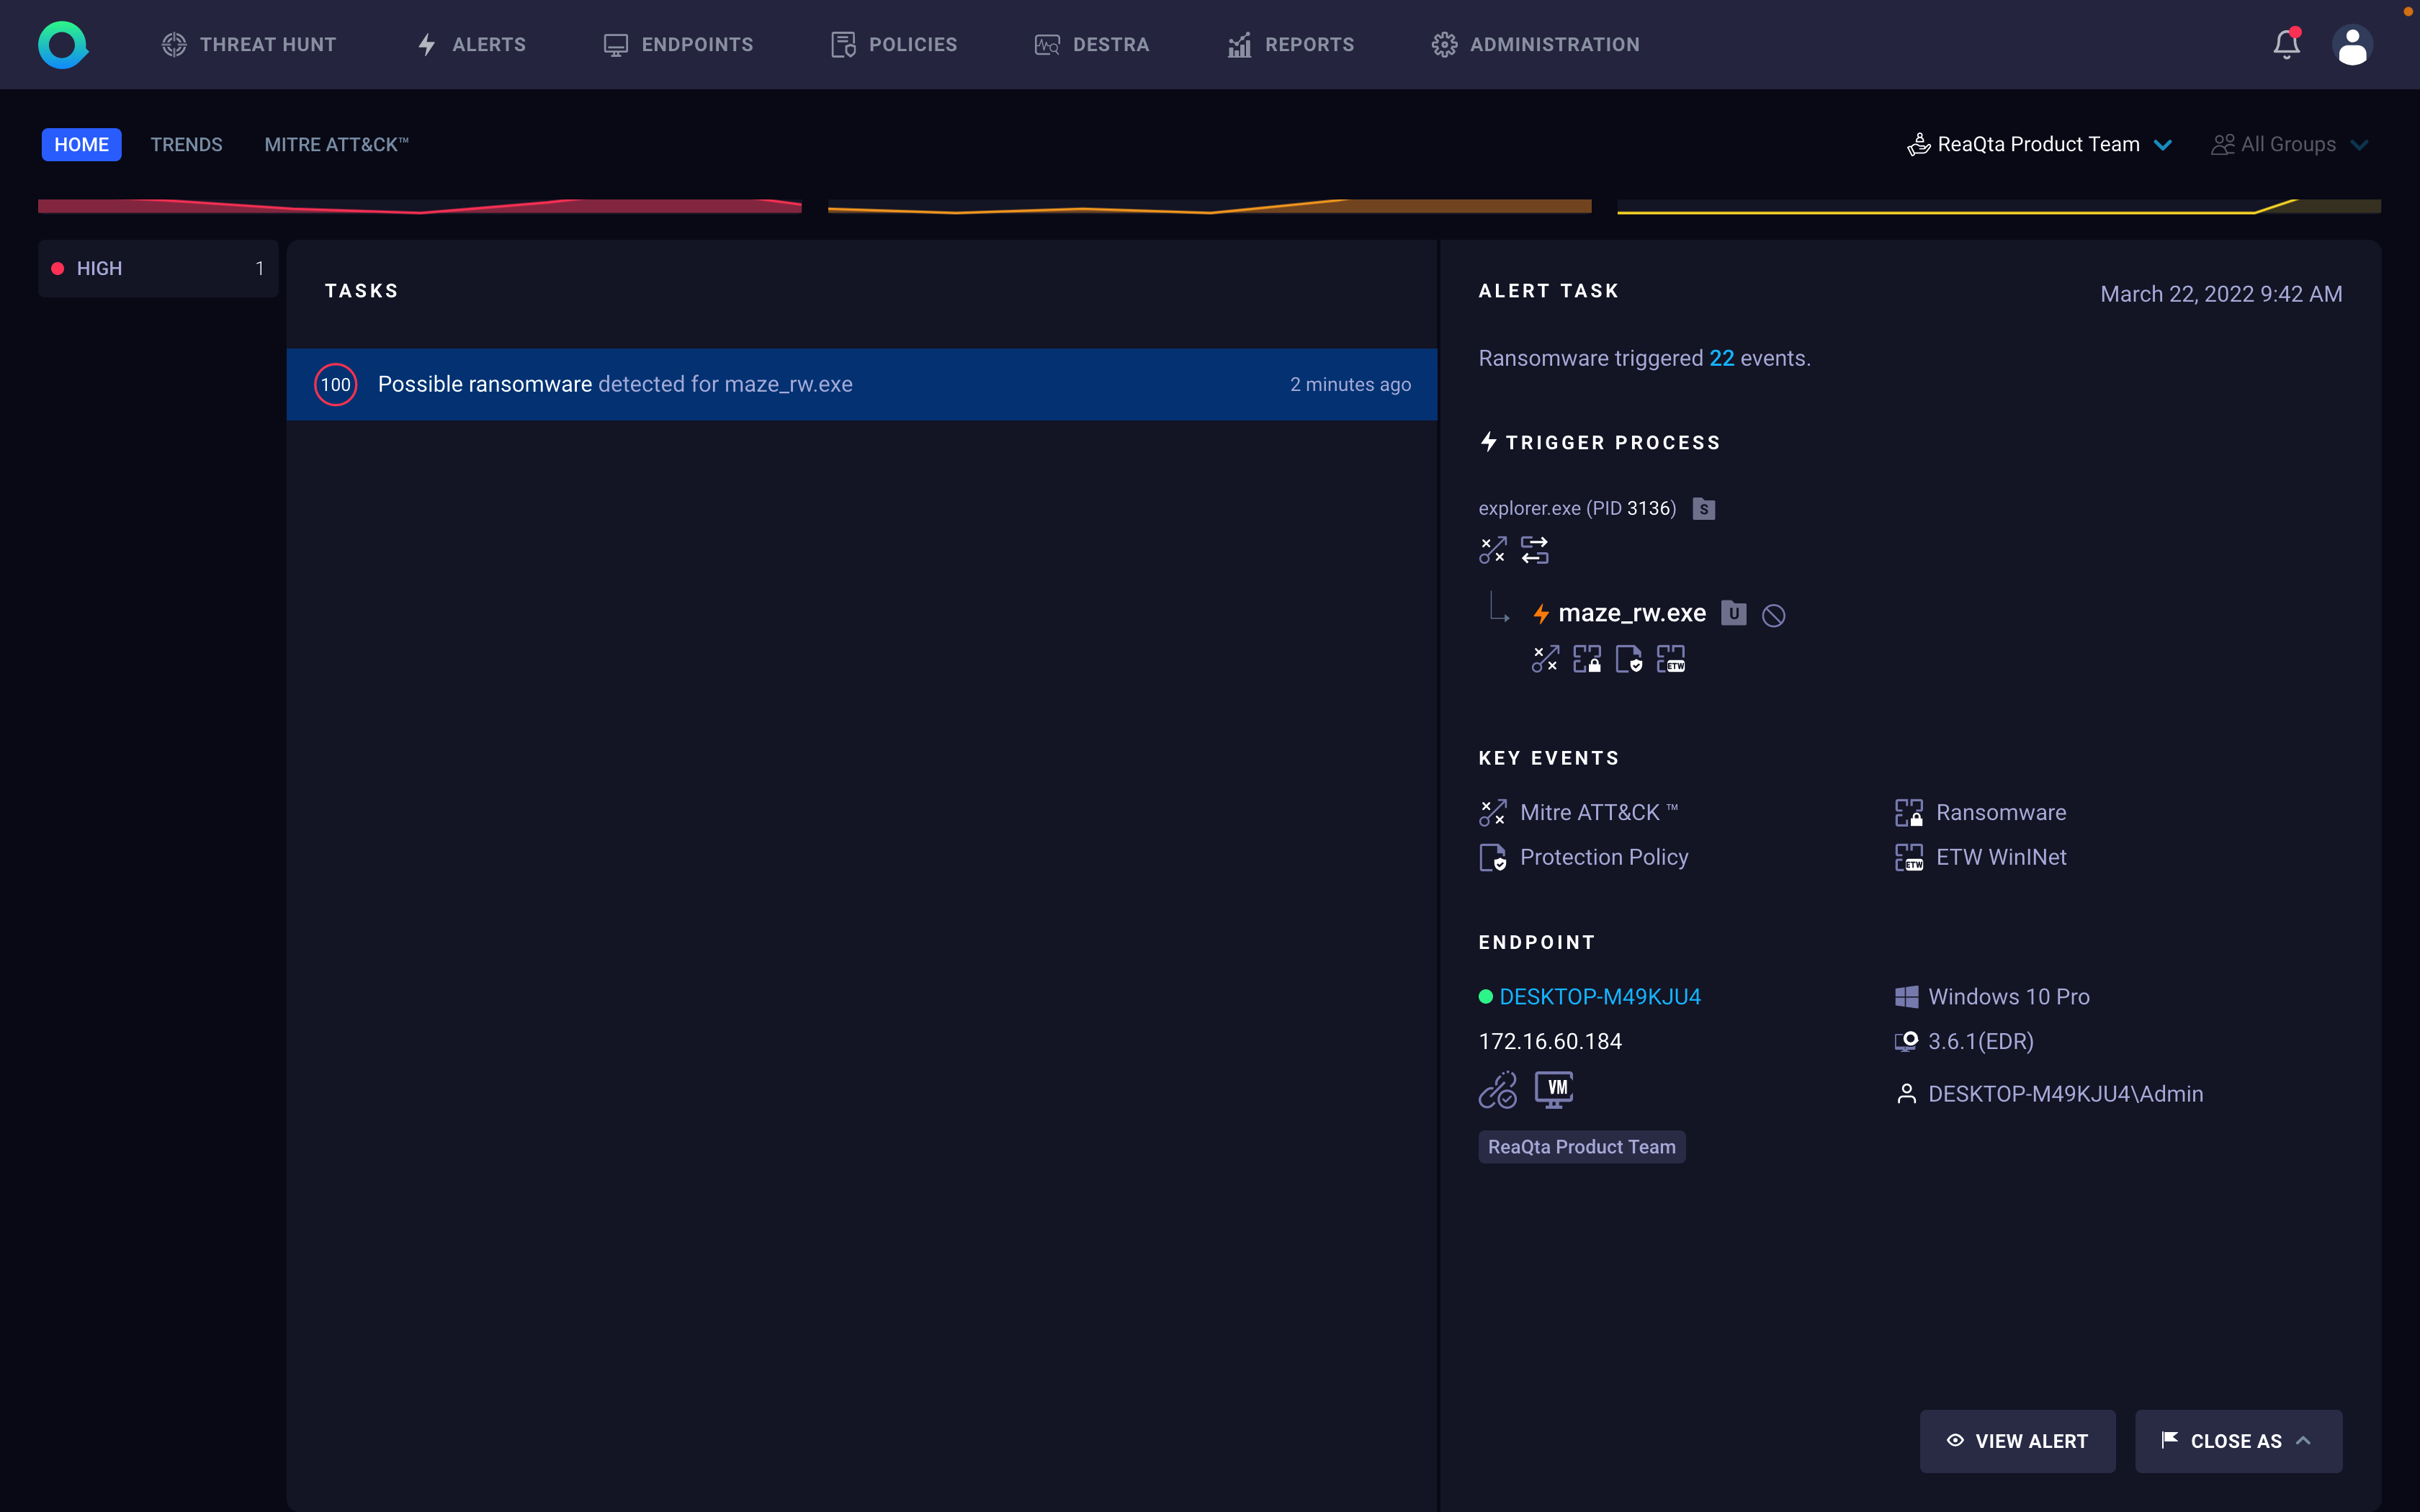 THREAT HUNT ALERTS ENDPOINTS POLICIES DESTRA REPORTS ADMINISTRATION
HOME TRENDS MITRE ATT&CK™ ReaQta Product Team All Groups
HIGH 1
TASKS
100 Possible ransomware detected for maze_rw.exe 2 minutes ago
ALERT TASK March 22, 2022 9:42 AM
Ransomware triggered 22 events.
TRIGGER PROCESS
explorer.exe (PID 3136) S
maze_rw.exe U
ETW
KEY EVENTS
Mitre ATT&CK ™ Ransomware
Protection Policy ETW ETW WinINet
ENDPOINT
DESKTOP-M49KJU4 Windows 10 Pro
172.16.60.184 3.6.1(EDR)
VM DESKTOP-M49KJU4\Admin
ReaQta Product Team
VIEW ALERT CLOSE AS